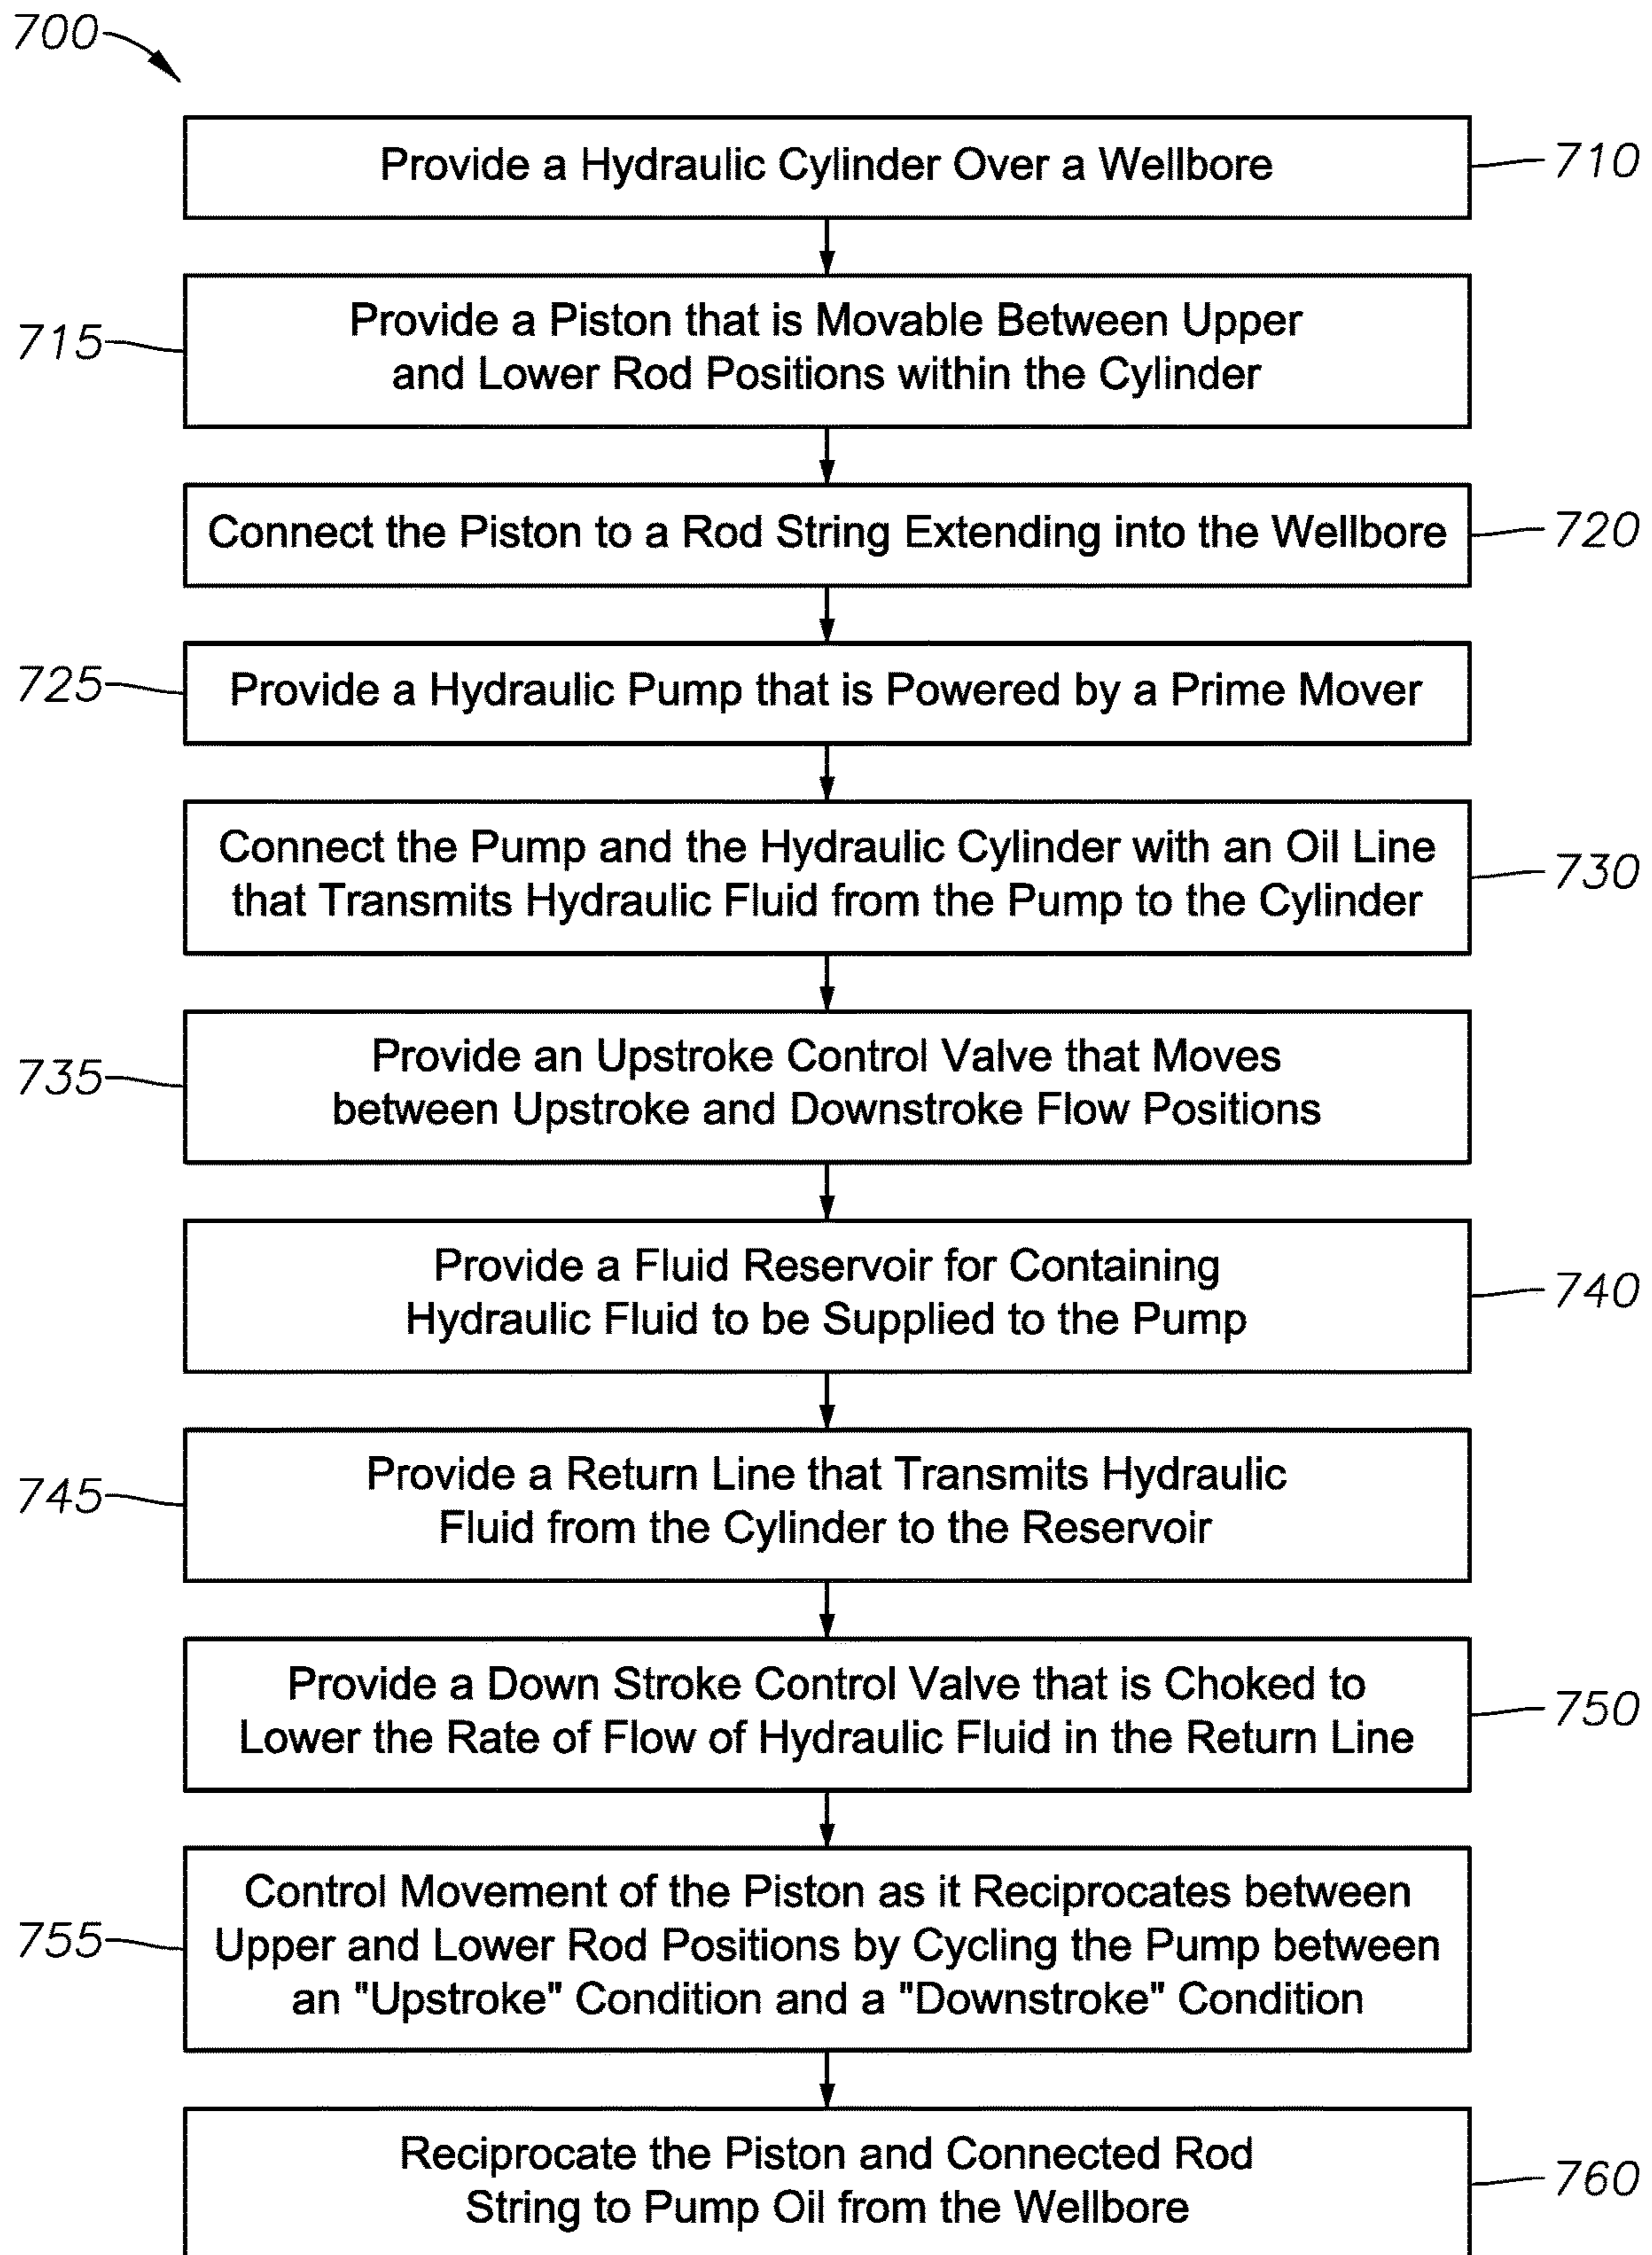 700
Provide a Hydraulic Cylinder Over a Wellbore
710
715
Provide a Piston that is Movable Between Upper
and Lower Rod Positions within the Cylinder
Connect the Piston to a Rod String Extending into the Wellbore
720
725
Provide a Hydraulic Pump that is Powered by a Prime Mover
Connect the Pump and the Hydraulic Cylinder with an Oil Line
that Transmits Hydraulic Fluid from the Pump to the Cylinder
730
735
Provide an Upstroke Control Valve that Moves
between Upstroke and Downstroke Flow Positions
Provide a Fluid Reservoir for Containing
Hydraulic Fluid to be Supplied to the Pump
740
745
Provide a Return Line that Transmits Hydraulic
Fluid from the Cylinder to the Reservoir
Provide a Down Stroke Control Valve that is Choked to
Lower the Rate of Flow of Hydraulic Fluid in the Return Line
750
755
Control Movement of the Piston as it Reciprocates between
Upper and Lower Rod Positions by Cycling the Pump between
an "Upstroke" Condition and a "Downstroke" Condition
Reciprocate the Piston and Connected Rod
String to Pump Oil from the Wellbore
760